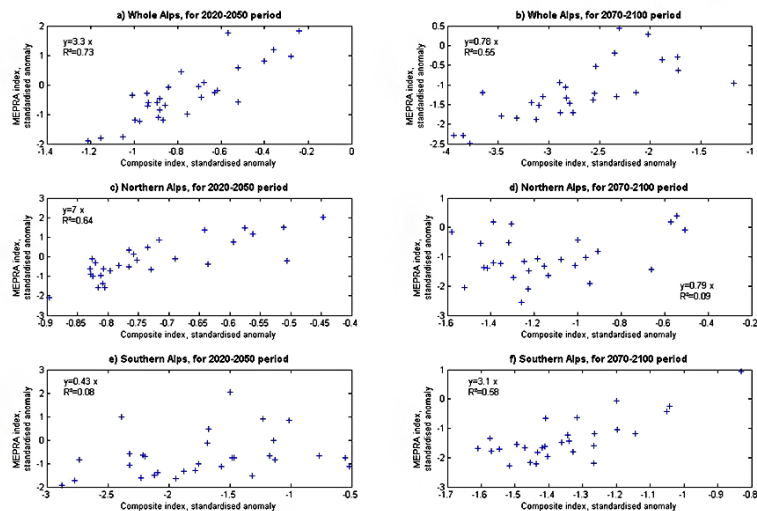 a) Whole Alps, for 2020-2050 period
y=3.3 x
R²=0.73
MEPRA index,
standardised anomaly
2
1
0
-1
-2
-1.4 -1.2 -1 -0.8 -0.6 -0.4 -0.2 0
Composite index, standardised anomaly
b) Whole Alps, for 2070-2100 period
y=0.78 x
R²=0.55
MEPRA index,
standardised anomaly
0.5
0
-0.5
-1
-1.5
-2
-2.5
-4 -3.5 -3 -2.5 -2 -1.5 -1
Composite index, standardised anomaly
c) Northern Alps, for 2020-2050 period
y=7 x
R²=0.64
MEPRA index,
standardised anomaly
3
2
1
0
-1
-2
-3
-0.9 -0.85 -0.8 -0.75 -0.7 -0.65 -0.6 -0.55 -0.5 -0.45 -0.4
Composite index, standardised anomaly
d) Northern Alps, for 2070-2100 period
y=0.79 x
R²=0.09
MEPRA index,
standardised anomaly
1
0
-1
-2
-3
-1.6 -1.4 -1.2 -1 -0.8 -0.6 -0.4 -0.2
Composite index, standardised anomaly
e) Southern Alps, for 2020-2050 period
y=0.43 x
R²=0.08
MEPRA index,
standardised anomaly
3
2
1
0
-1
-2
-3 -2.5 -2 -1.5 -1 -0.5
Composite index, standardised anomaly
f) Southern Alps, for 2070-2100 period
y=3.1 x
R²=0.58
MEPRA index,
standardised anomaly
1
0
-1
-2
-3
-1.7 -1.6 -1.5 -1.4 -1.3 -1.2 -1.1 -1 -0.9 -0.8
Composite index, standardised anomaly